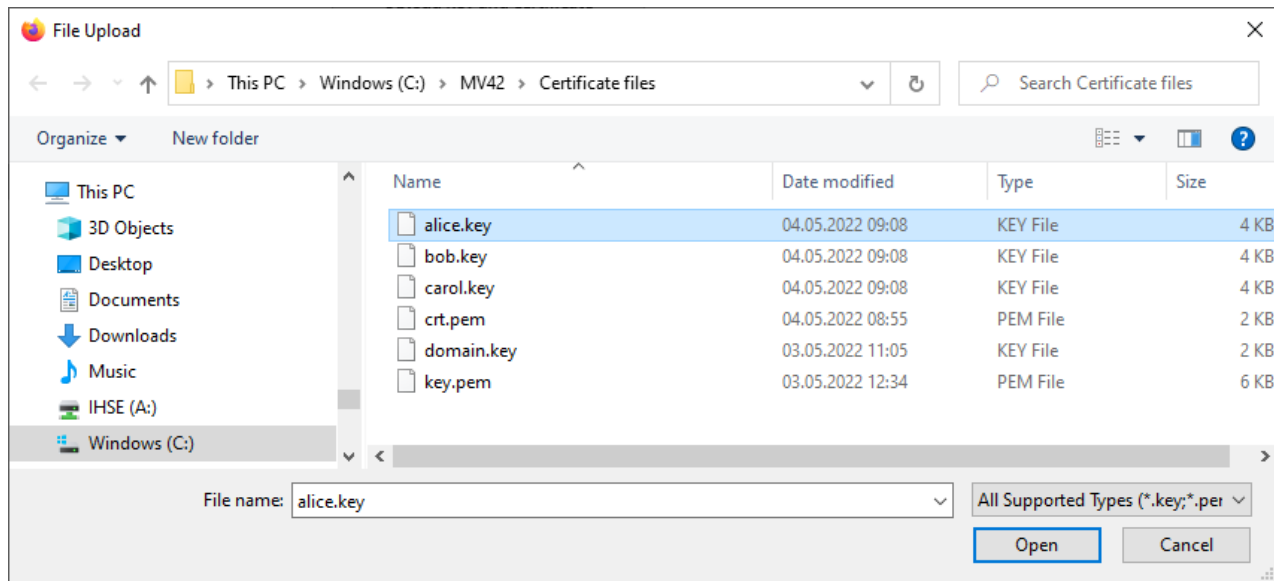 File Upload
This PC > Windows (C:) > MV42 > Certificate files
Search Certificate files
Organize
New folder
?
This PC
3D Objects
Desktop
Documents
Downloads
Music
IHSE (A:)
Windows (C:)
Name Date modified Type Size
alice.key 04.05.2022 09:08 KEY File 4 KB
bob.key 04.05.2022 09:08 KEY File 4 KB
carol.key 04.05.2022 09:08 KEY File 4 KB
crt.pem 04.05.2022 08:55 PEM File 2 KB
domain.key 03.05.2022 11:05 KEY File 2 KB
key.pem 03.05.2022 12:34 PEM File 6 KB
File name: alice.key
All Supported Types (*.key;*.per
Open
Cancel